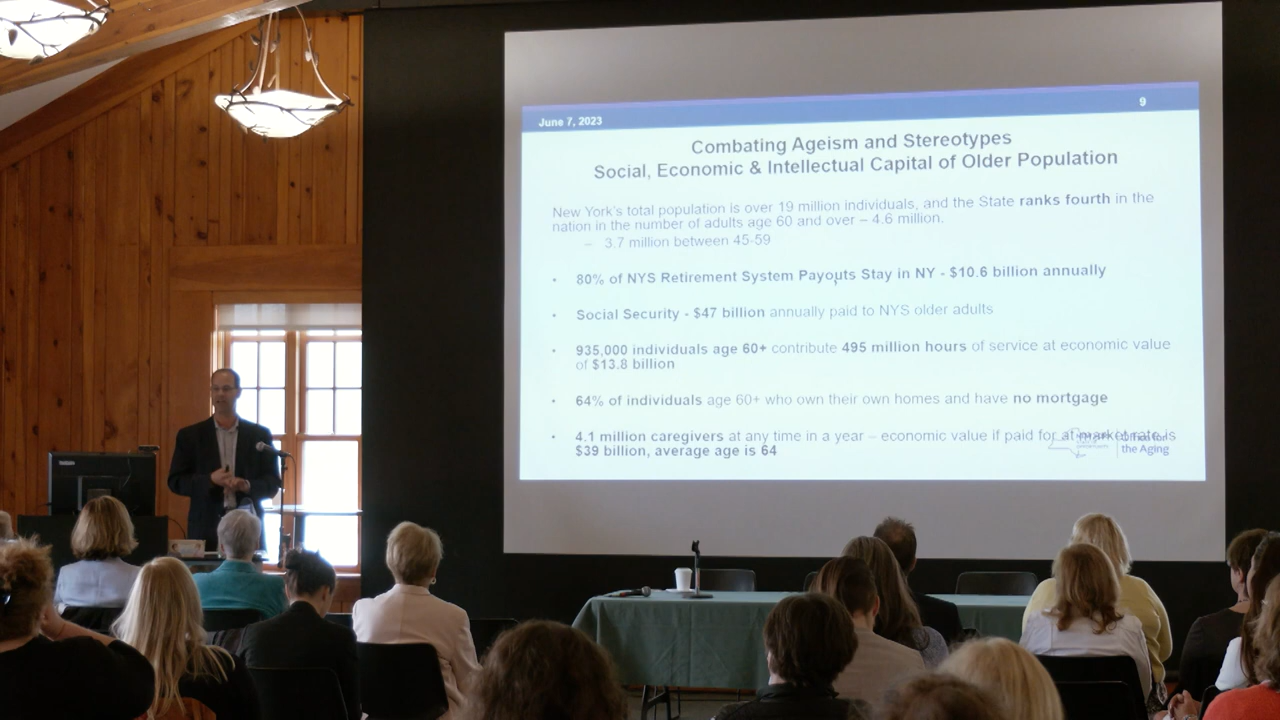 June 7, 2023
9
Combating Ageism and Stereotypes
Social, Economic & Intellectual Capital of Older Population
New York's total population is over 19 million individuals, and the State ranks fourth in the
nation in the number of adults age 60 and over – 4.6 million.
– 3.7 million between 45-59
• 80% of NYS Retirement System Payouts Stay in NY - $10.6 billion annually
• Social Security - $47 billion annually paid to NYS older adults
• 935,000 individuals age 60+ contribute 495 million hours of service at economic value
of $13.8 billion
• 64% of individuals age 60+ who own their own homes and have no mortgage
• 4.1 million caregivers at any time in a year – economic value if paid for at market rate is
$39 billion, average age is 64
Office for
the Aging